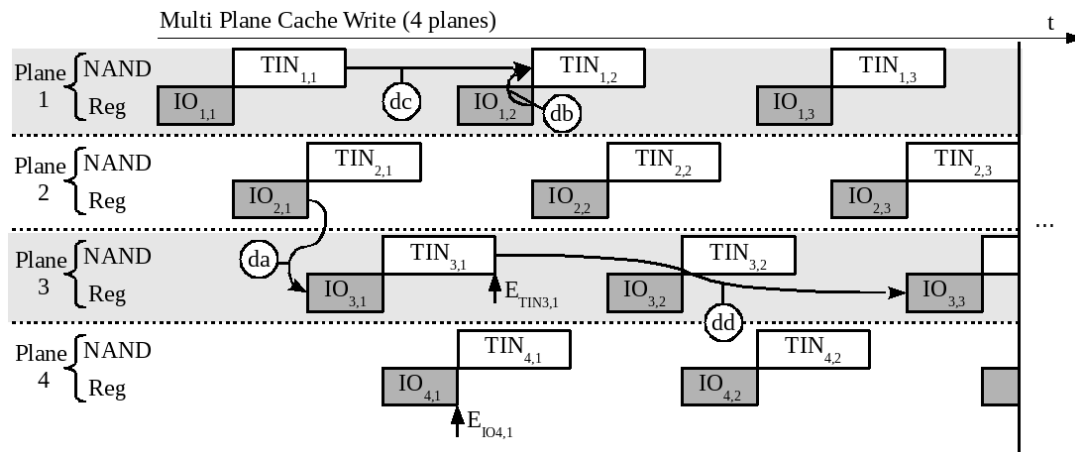 Multi Plane Cache Write (4 planes)
t
Plane 1
NAND
Reg
TIN1,1
TIN1,2
TIN1,3
IO1,1
dc
IO1,2
db
IO1,3
Plane 2
NAND
Reg
TIN2,1
TIN2,2
TIN2,3
IO2,1
IO2,2
IO2,3
...
Plane 3
NAND
Reg
da
TIN3,1
TIN3,2
IO3,1
ETIN3,1
IO3,2
dd
IO3,3
Plane 4
NAND
Reg
TIN4,1
TIN4,2
IO4,1
IO4,2
EIO4,1